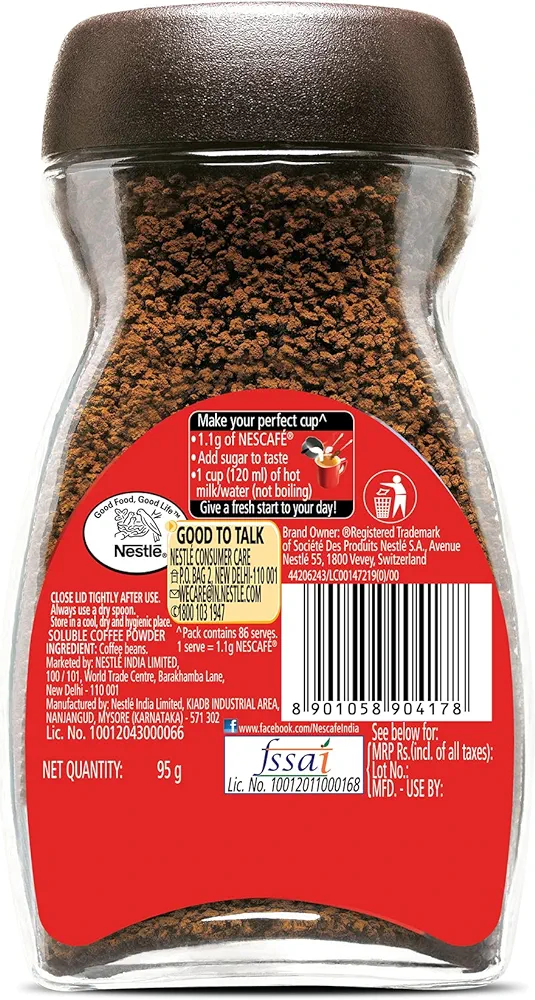 Make your perfect cup^
•1.1g of NESCAFÉ®
•Add sugar to taste
•1 cup (120 ml) of hot
milk/water (not boiling)
Give a fresh start to your day!
Good Food, Good Life™
Nestlé®
GOOD TO TALK
NESTLÉ CONSUMER CARE
P.O. BAG 2, NEW DELHI-110 001
WECARE@IN.NESTLE.COM
1800 103 1947
Brand Owner: ®Registered Trademark
of Société Des Produits Nestlé S.A., Avenue
Nestlé 55, 1800 Vevey, Switzerland
44206243/LC00147219(0)/00
CLOSE LID TIGHTLY AFTER USE.
Always use a dry spoon.
Store in a cool, dry and hygienic place.
SOLUBLE COFFEE POWDER
INGREDIENT: Coffee beans.
^Pack contains 86 serves.
1 serve = 1.1g NESCAFÉ®
Marketed by: NESTLÉ INDIA LIMITED,
100 / 101, World Trade Centre, Barakhamba Lane,
New Delhi - 110 001
Manufactured by: Nestlé India Limited, KIADB INDUSTRIAL AREA,
NANJANGUD, MYSORE (KARNATAKA) - 571 302
Lic. No. 10012043000066
8 901058 904178
f www.facebook.com/NescafeIndia
fssai
Lic. No. 10012011000168
See below for:
MRP Rs.(incl. of all taxes):
Lot No.:
MFD. - USE BY:
NET QUANTITY: 95 g